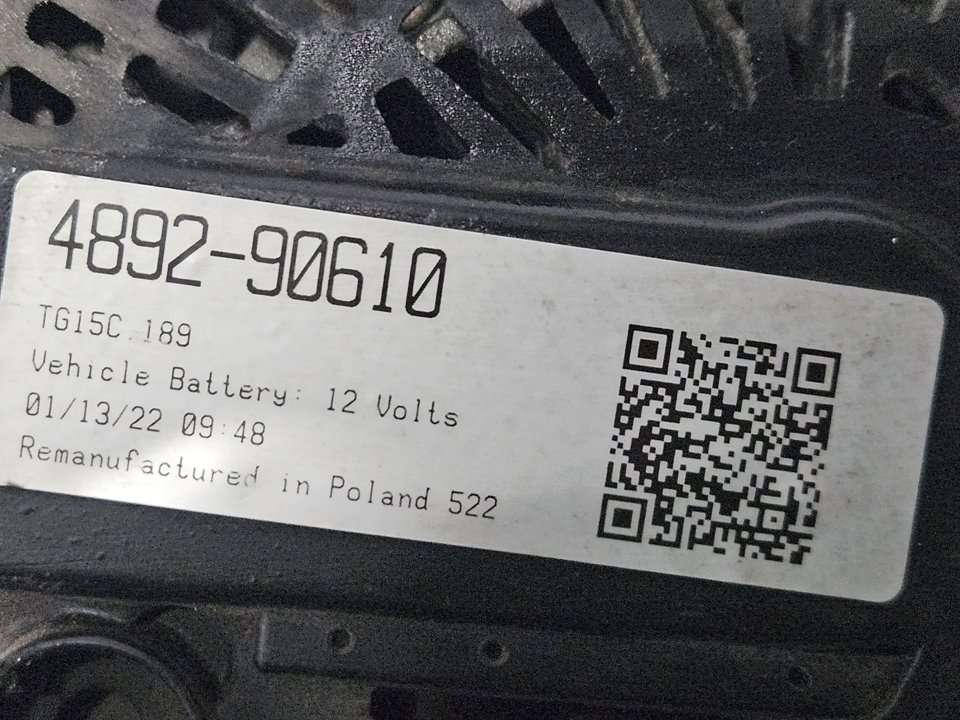 4892-90610
TG15C.189
Vehicle Battery: 12 Volts
01/13/22 09:48
Remanufactured in Poland 522